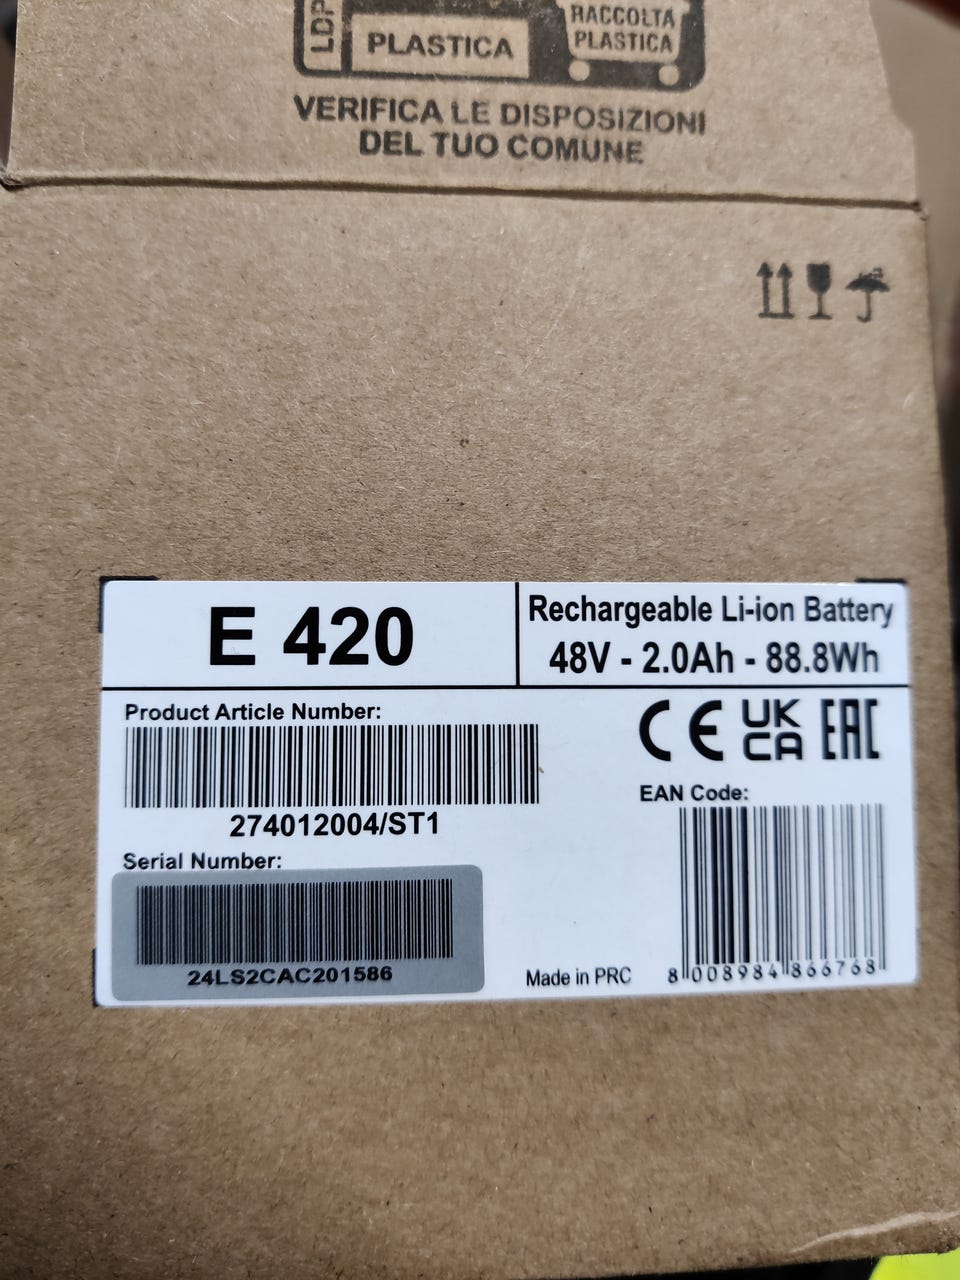 LDP
PLASTICA
RACCOLTA
PLASTICA
VERIFICA LE DISPOSIZIONI
DEL TUO COMUNE
E 420
Rechargeable Li-ion Battery
48V - 2.0Ah - 88.8Wh
Product Article Number:
274012004/ST1
CE UK CA EAC
EAN Code:
Serial Number:
24LS2CAC201586
Made in PRC
8 008984 866768